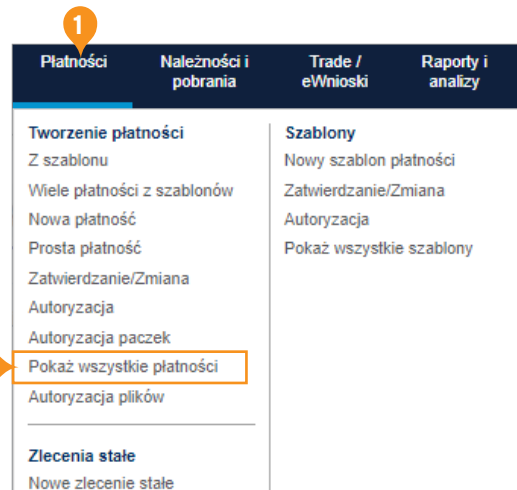 1
Płatności
Należności i
pobrania
Trade /
eWnioski
Raporty i
analizy
Tworzenie płatności
Z szablonu
Wiele płatności z szablonów
Nowa płatność
Prosta płatność
Zatwierdzanie/Zmiana
Autoryzacja
Autoryzacja paczek
Pokaż wszystkie płatności
Autoryzacja plików
Zlecenia stałe
Nowe zlecenie stałe
Szablony
Nowy szablon płatności
Zatwierdzanie/Zmiana
Autoryzacja
Pokaż wszystkie szablony